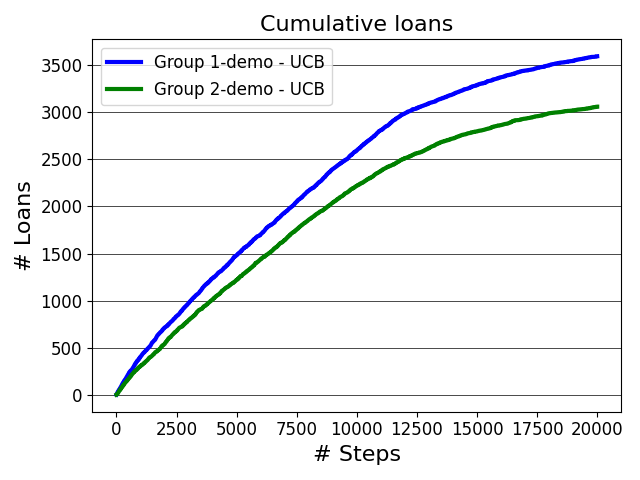 Cumulative loans
Group 1-demo - UCB
Group 2-demo - UCB
# Loans
3500
3000
2500
2000
1500
1000
500
0
0 2500 5000 7500 10000 12500 15000 17500 20000
# Steps